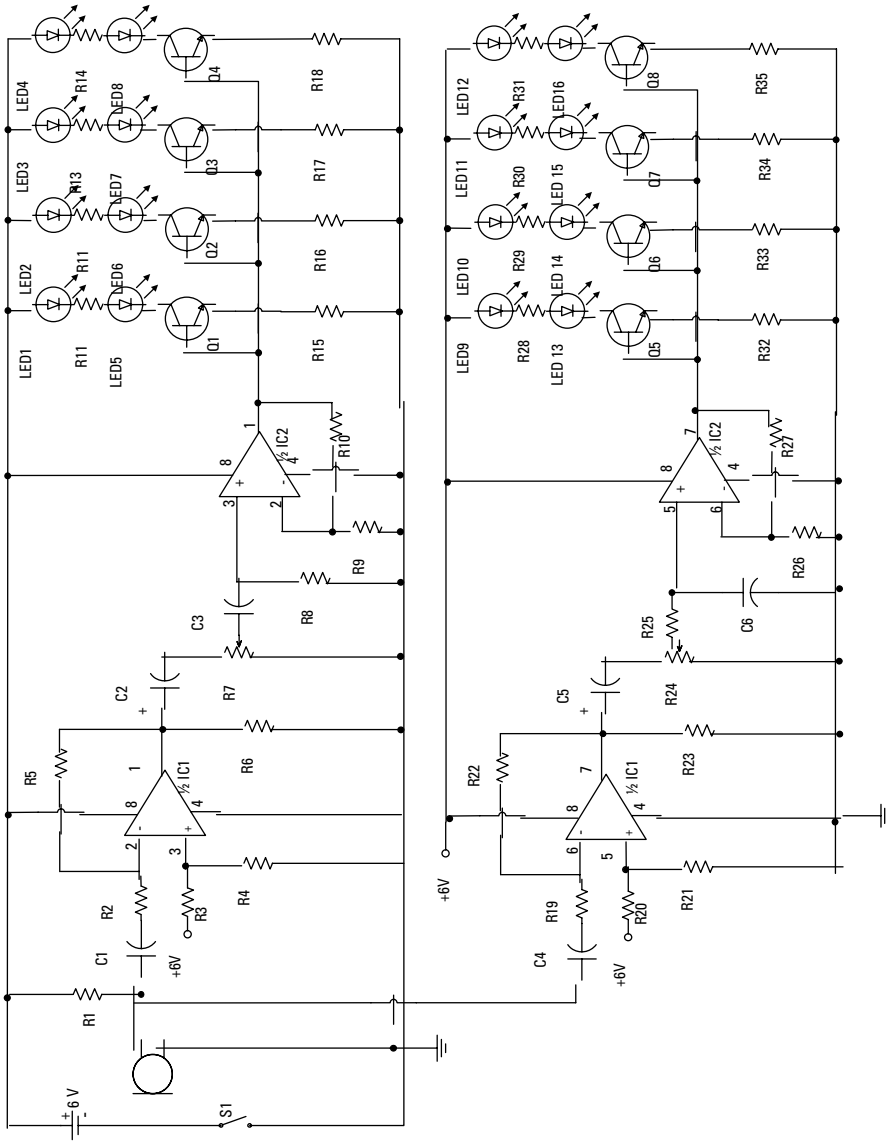 6 V
+
-
S1
R1
C1
R2
+6V
R3
R4
R5
2
3
-
+
8
4
1
½ IC1
R6
+
C2
R7
C3
R8
R9
3
2
+
-
8
4
1
½ IC2
R10
LED1
R11
LED5
Q1
R15
LED2
R11
LED6
Q2
R16
LED3
R13
LED7
Q3
R17
LED4
R14
LED8
Q4
R18
C4
R19
+6V
R20
R21
+6V
R22
6
5
-
+
8
4
7
½ IC1
R23
+
C5
R24
R25
C6
R26
5
6
+
-
8
4
7
½ IC2
R27
LED9
R28
LED 13
Q5
R32
LED10
R29
LED 14
Q6
R33
LED11
R30
LED 15
Q7
R34
LED12
R31
LED16
Q8
R35